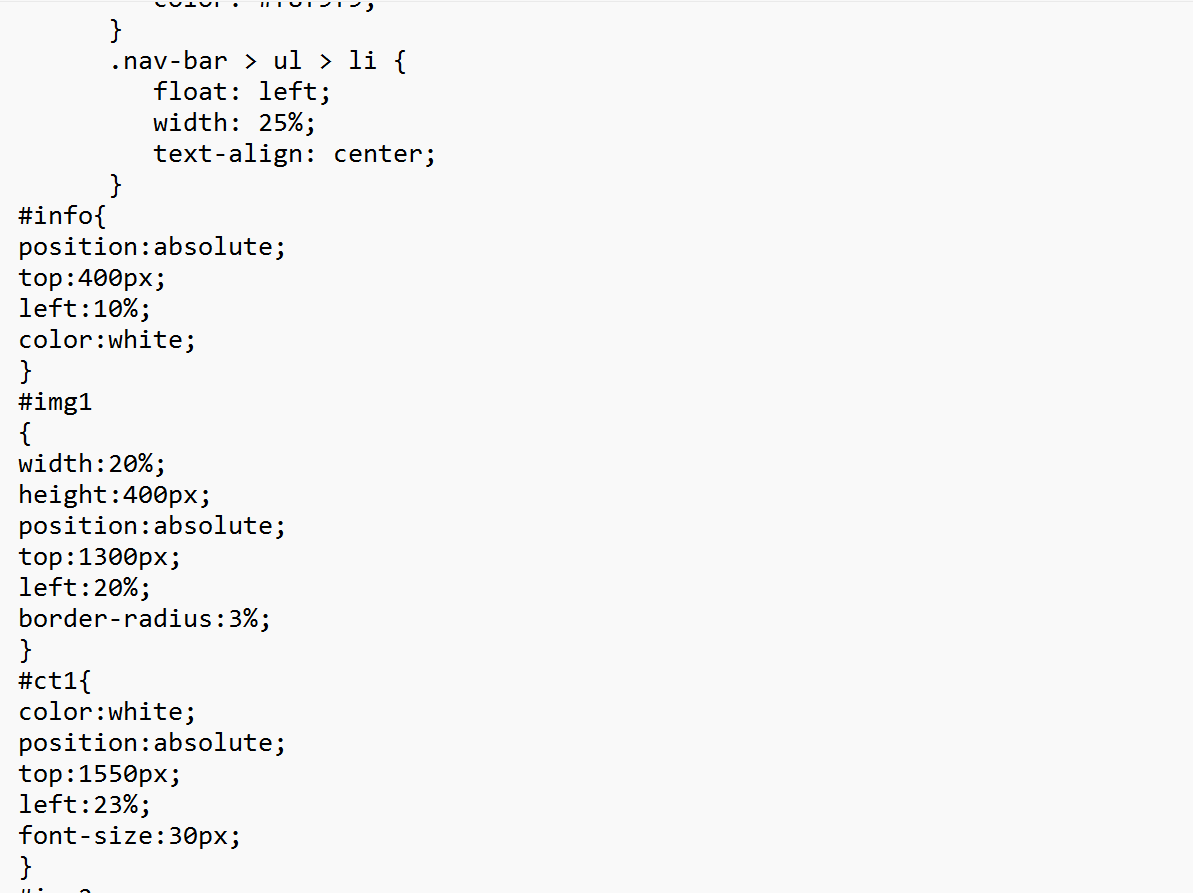 }
.nav-bar > ul > li {
float: left;
width: 25%;
text-align: center;
}
#info{
position:absolute;
top:400px;
left:10%;
color:white;
}
#img1
{
width:20%;
height:400px;
position:absolute;
top:1300px;
left:20%;
border-radius:3%;
}
#ct1{
color:white;
position:absolute;
top:1550px;
left:23%;
font-size:30px;
}